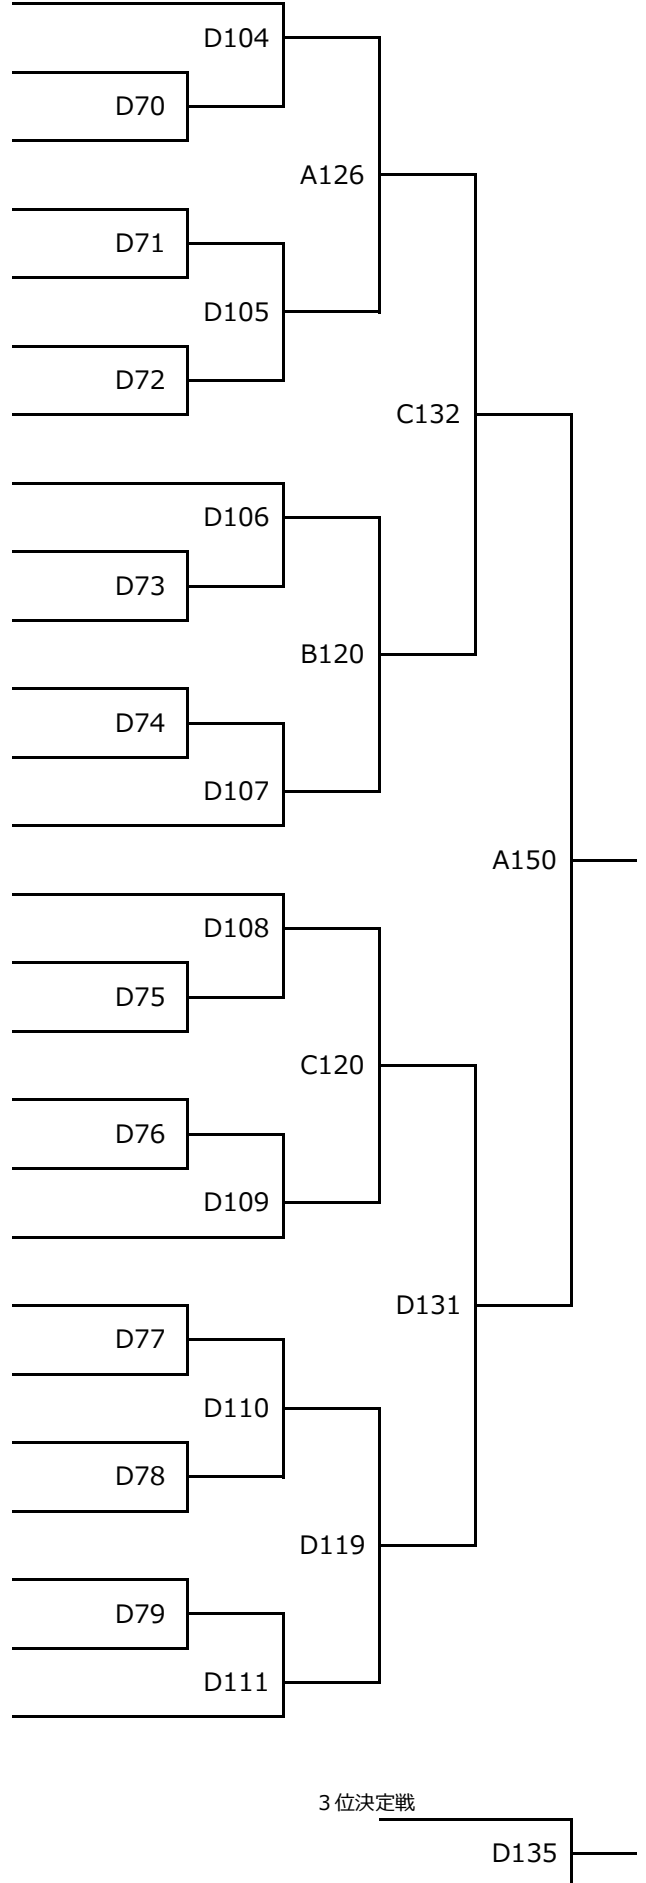 D104
D70
A126
D71
D105
D72
C132
D106
D73
B120
D74
D107
A150
D108
D75
C120
D76
D109
D131
D77
D110
D78
D119
D79
D111
３位決定戦
D135